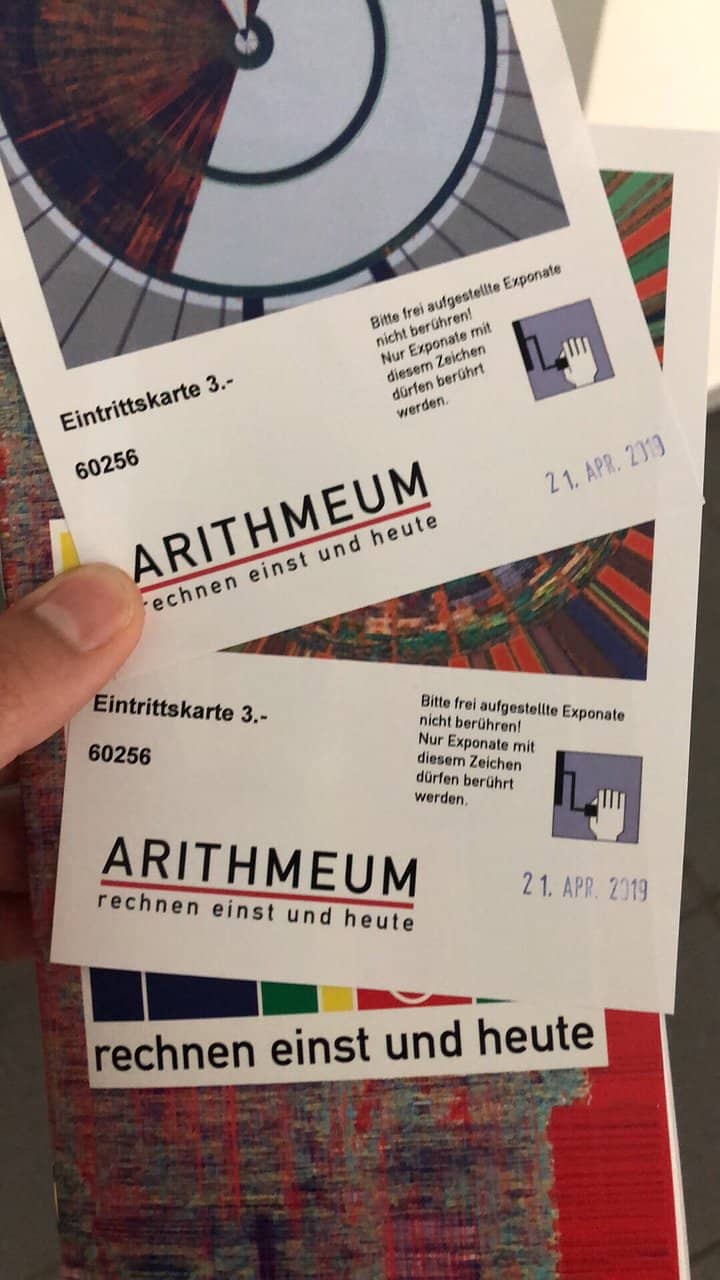 Bitte frei aufgestellte Exponate
nicht berühren!
Nur Exponate mit
diesem Zeichen
dürfen berührt
werden.
Eintrittskarte 3.-
60256
21. APR. 2019
ARITHMEUM
rechnen einst und heute
Eintrittskarte 3.-
60256
Bitte frei aufgestellte Exponate
nicht berühren!
Nur Exponate mit
diesem Zeichen
dürfen berührt
werden.
ARITHMEUM
rechnen einst und heute
21. APR. 2019
rechnen einst und heute